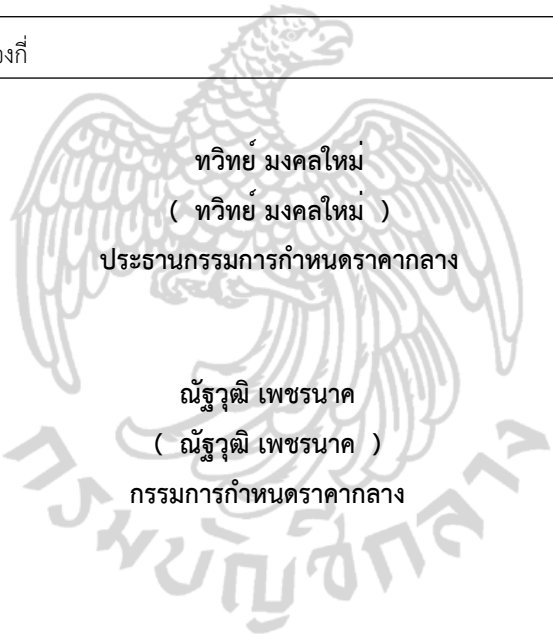 องกี่
ทวิทย์ มงคลใหม่
( ทวิทย์ มงคลใหม่ )
ประธานกรรมการกำหนดราคากลาง
ณัฐวุฒิ เพชรนาค
( ณัฐวุฒิ เพชรนาค )
กรรมการกำหนดราคากลาง
กรมบัญชีกลาง